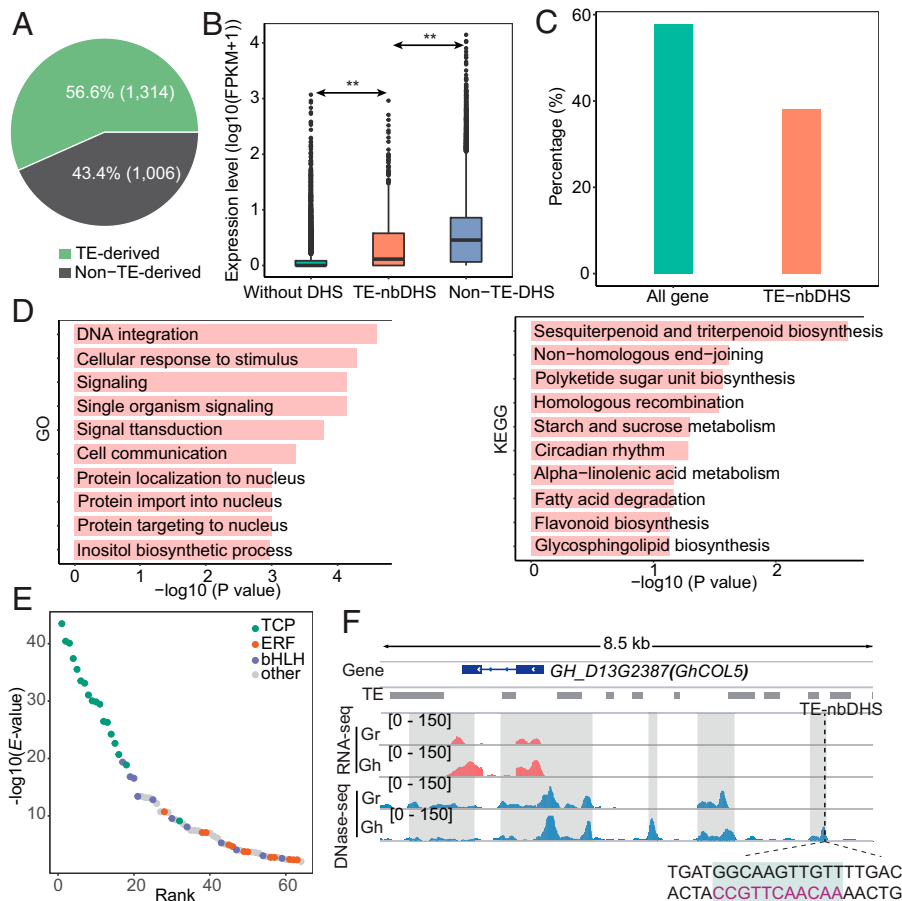 A
56.6% (1,314)
43.4% (1,006)
TE-derived
Non−TE-derived
B
Expression level (log10(FPKM+1))
4
3
2
1
0
**
**
Without DHS
TE-nbDHS
Non−TE-DHS
C
Percentage (%)
60
40
20
0
All gene
TE−nbDHS
D
GO
DNA integration
Cellular response to stimulus
Signaling
Single organism signaling
Signal ttansduction
Cell communication
Protein localization to nucleus
Protein import into nucleus
Protein targeting to nucleus
Inositol biosynthetic process
0 1 2 3 4
−log10 (P value)
KEGG
Sesquiterpenoid and triterpenoid biosynthesis
Non−homologous end−joining
Polyketide sugar unit biosynthesis
Homologous recombination
Starch and sucrose metabolism
Circadian rhythm
Alpha−linolenic acid metabolism
Fatty acid degradation
Flavonoid biosynthesis
Glycosphingolipid biosynthesis
0 1 2
−log10 (P value)
E
-log10(E-value)
40
30
20
10
TCP
ERF
bHLH
other
0 20 40 60
Rank
F
8.5 kb
Gene
GH_D13G2387(GhCOL5)
TE
TE-nbDHS
RNA-seq
Gr
[0 - 150]
Gh
[0 - 150]
DNase-seq
Gr
[0 - 150]
Gh
[0 - 150]
TGATGGCAAGTTGTTTTGAC
ACTACCGTTCAACAAAACTG